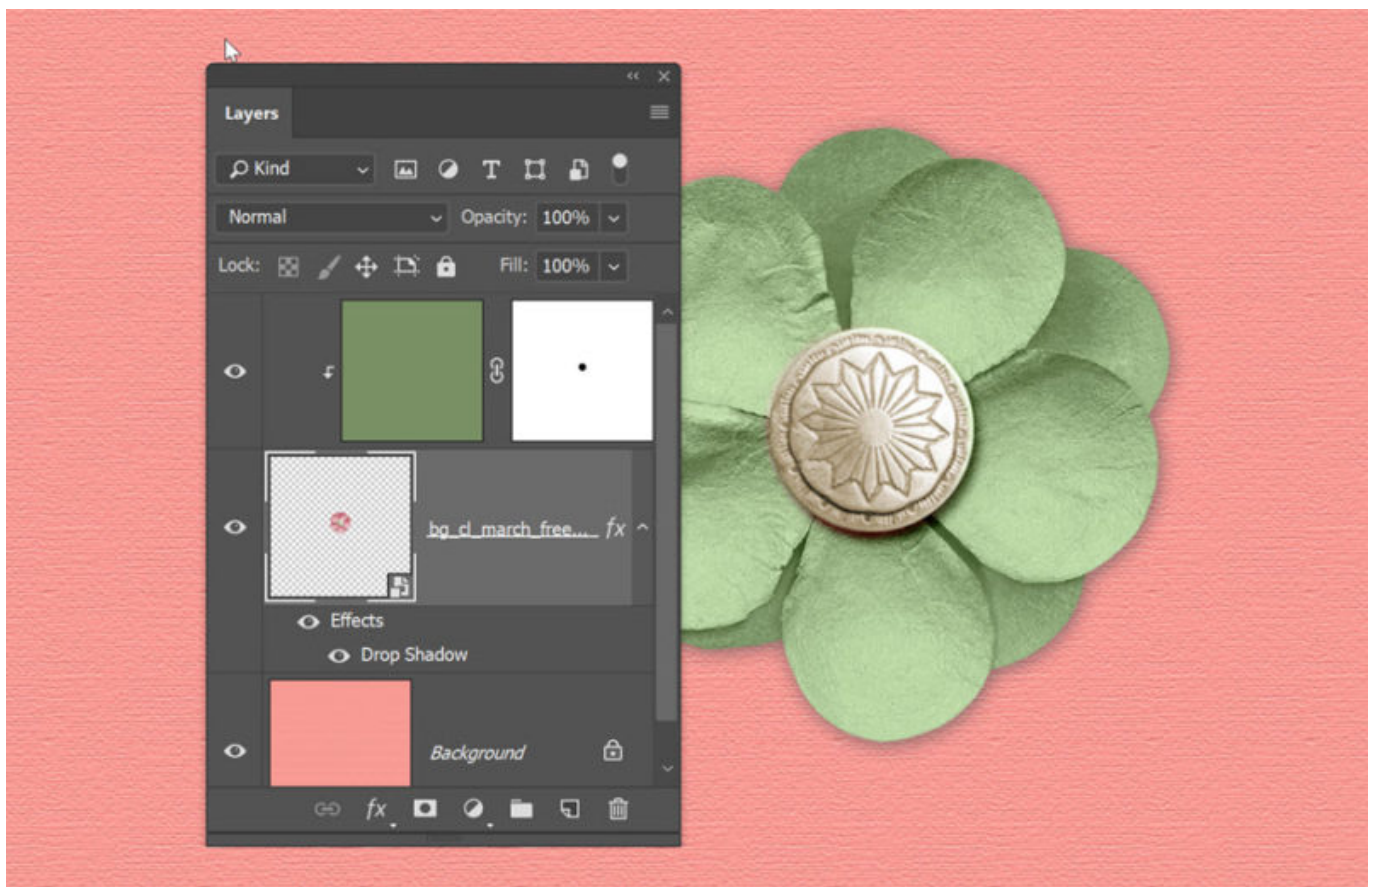 Layers
Kind
Normal Opacity: 100%
Lock: Fill: 100%
bg_cl_march_free... fx
Effects
Drop Shadow
Background
fx